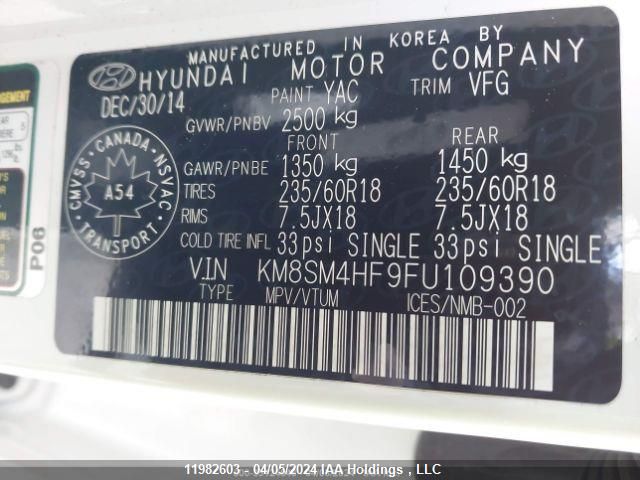 MANUFACTURED IN KOREA BY
HYUNDAI MOTOR COMPANY
DEC/30/14 PAINT YAC TRIM VFG
GVWR/PNBV 2500 kg
FRONT REAR
GAWR/PNBE 1350 kg 1450 kg
TIRES 235/60R18 235/60R18
RIMS 7.5JX18 7.5JX18
COLD TIRE INFL 33psi SINGLE 33psi SINGLE
VIN KM8SM4HF9FU109390
TYPE MPV/VTUM ICES/NMB-002
CMVSS • CANADA • NSVAC • TRANSPORT •
A54
P06
11982603 - 04/05/2024 IAA Holdings , LLC